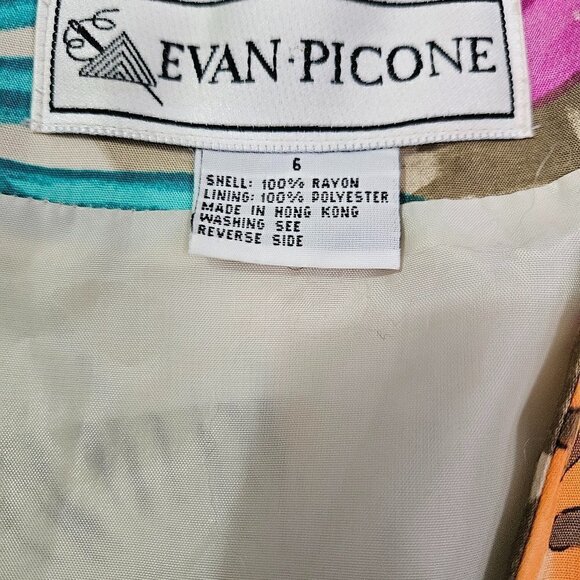 EVAN·PICONE
6
SHELL: 100% RAYON
LINING: 100% POLYESTER
MADE IN HONG KONG
WASHING SEE
REVERSE SIDE